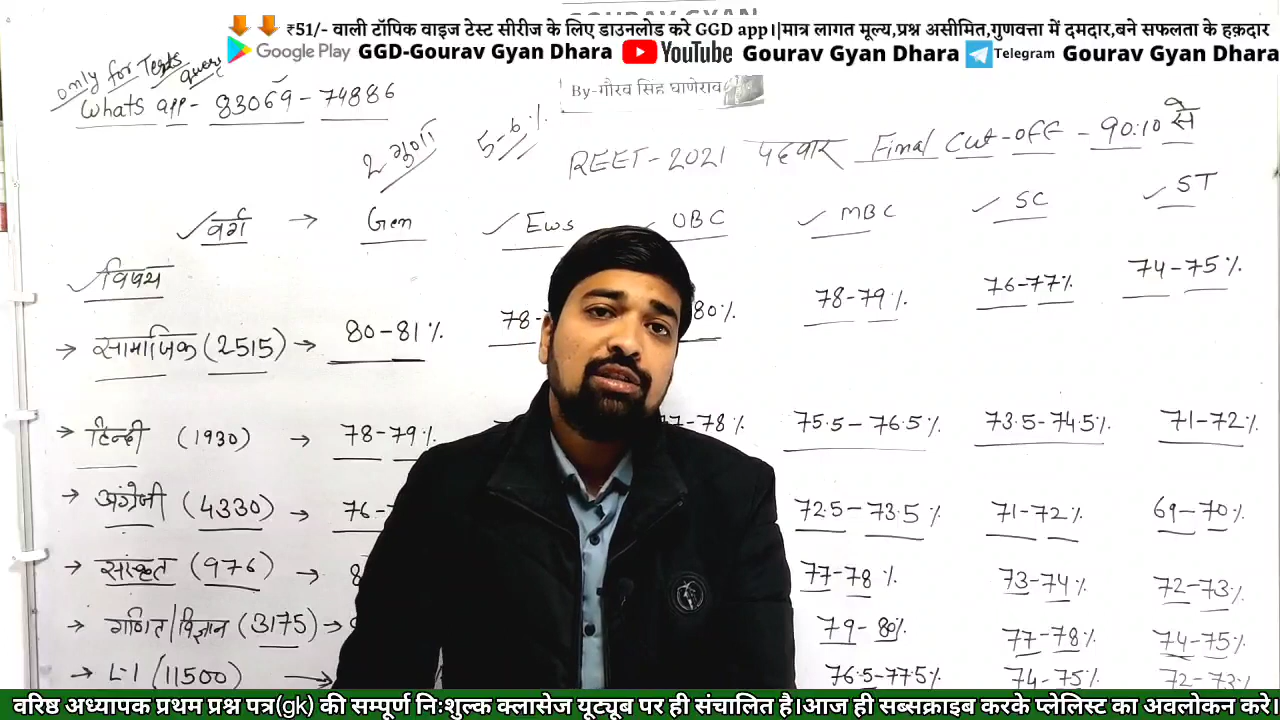 GOURAV GYAN
₹51/- वाली टॉपिक वाइज टेस्ट सीरीज के लिए डाउनलोड करे GGD app||मात्र लागत मूल्य,प्रश्न असीमित,गुणवत्ता में दमदार,बने सफलता के हक़दार
Google Play GGD-Gourav Gyan Dhara YouTube Gourav Gyan Dhara Telegram Gourav Gyan Dhara
only for Tests query
Whats app - 83069-74886
By-गौरव सिंह घाणेराव
2 गुणा 5-6%
REET-2021 पदवार Final Cut-off - 90:10 से
वर्ग → Gen Ews OBC MBC SC ST
विषय
→ सामाजिक (2515) → 80-81% 78- 80% 78-79% 76-77% 74-75%
→ हिन्दी (1930) → 78-79% 77-78% 75.5-76.5% 73.5-74.5% 71-72%
→ अंग्रेजी (4330) → 76- 72.5-73.5% 71-72% 69-70%
→ संस्कृत (976) → 8 77-78% 73-74% 72-73%
→ गणित/विज्ञान (3175) → 79-80% 77-78% 74-75%
→ L-1 (11500) → 76.5-77.5% 74-75% 72-73%
वरिष्ठ अध्यापक प्रथम प्रश्न पत्र(gk) की सम्पूर्ण निःशुल्क क्लासेज यूट्यूब पर ही संचालित है।आज ही सब्सक्राइब करके प्लेलिस्ट का अवलोकन करे।